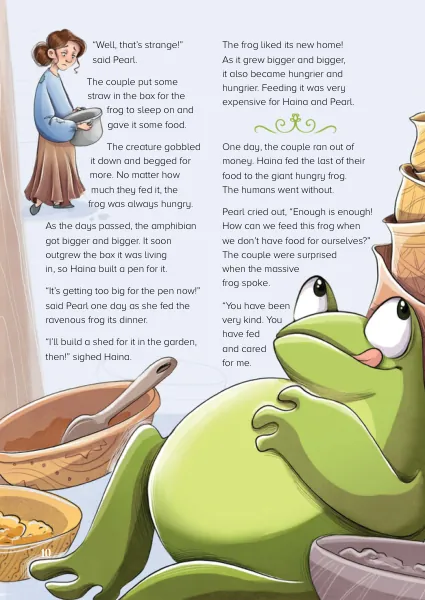 "Well, that's strange!"
said Pearl.
The couple put some
straw in the box for the
frog to sleep on and
gave it some food.
The creature gobbled
it down and begged for
more. No matter how
much they fed it, the
frog was always hungry.
As the days passed, the amphibian
got bigger and bigger. It soon
outgrew the box it was living
in, so Haina built a pen for it.
"It's getting too big for the pen now!"
said Pearl one day as she fed the
ravenous frog its dinner.
"I'll build a shed for it in the garden,
then!" sighed Haina.
The frog liked its new home!
As it grew bigger and bigger,
it also became hungrier and
hungrier. Feeding it was very
expensive for Haina and Pearl.
One day, the couple ran out of
money. Haina fed the last of their
food to the giant hungry frog.
The humans went without.
Pearl cried out, "Enough is enough!
How can we feed this frog when
we don't have food for ourselves?"
The couple were surprised
when the massive
frog spoke.
"You have been
very kind. You
have fed
and cared
for me.
10